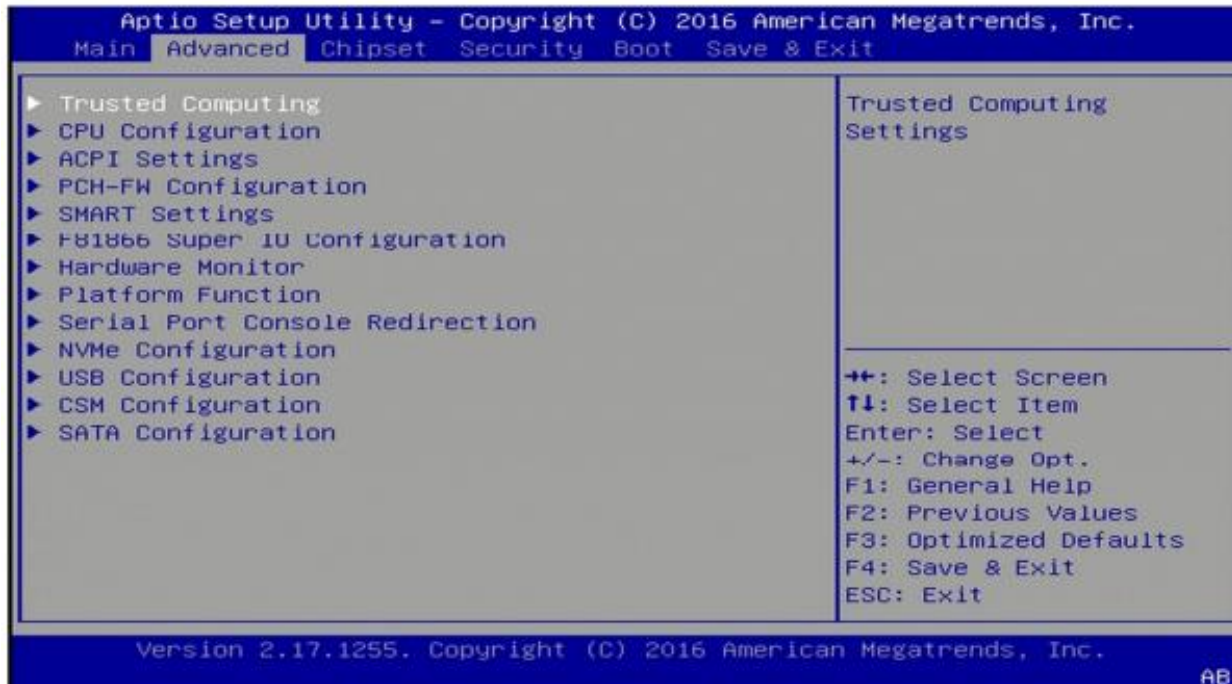 Aptio Setup Utility – Copyright (C) 2016 American Megatrends, Inc.
Main Advanced Chipset Security Boot Save & Exit
▶ Trusted Computing
▶ CPU Configuration
▶ ACPI Settings
▶ PCH-FW Configuration
▶ SMART Settings
▶ F81866 Super IO Configuration
▶ Hardware Monitor
▶ Platform Function
▶ Serial Port Console Redirection
▶ NVMe Configuration
▶ USB Configuration
▶ CSM Configuration
▶ SATA Configuration
Trusted Computing
Settings
→←: Select Screen
↑↓: Select Item
Enter: Select
+/-: Change Opt.
F1: General Help
F2: Previous Values
F3: Optimized Defaults
F4: Save & Exit
ESC: Exit
Version 2.17.1255. Copyright (C) 2016 American Megatrends, Inc.
AB